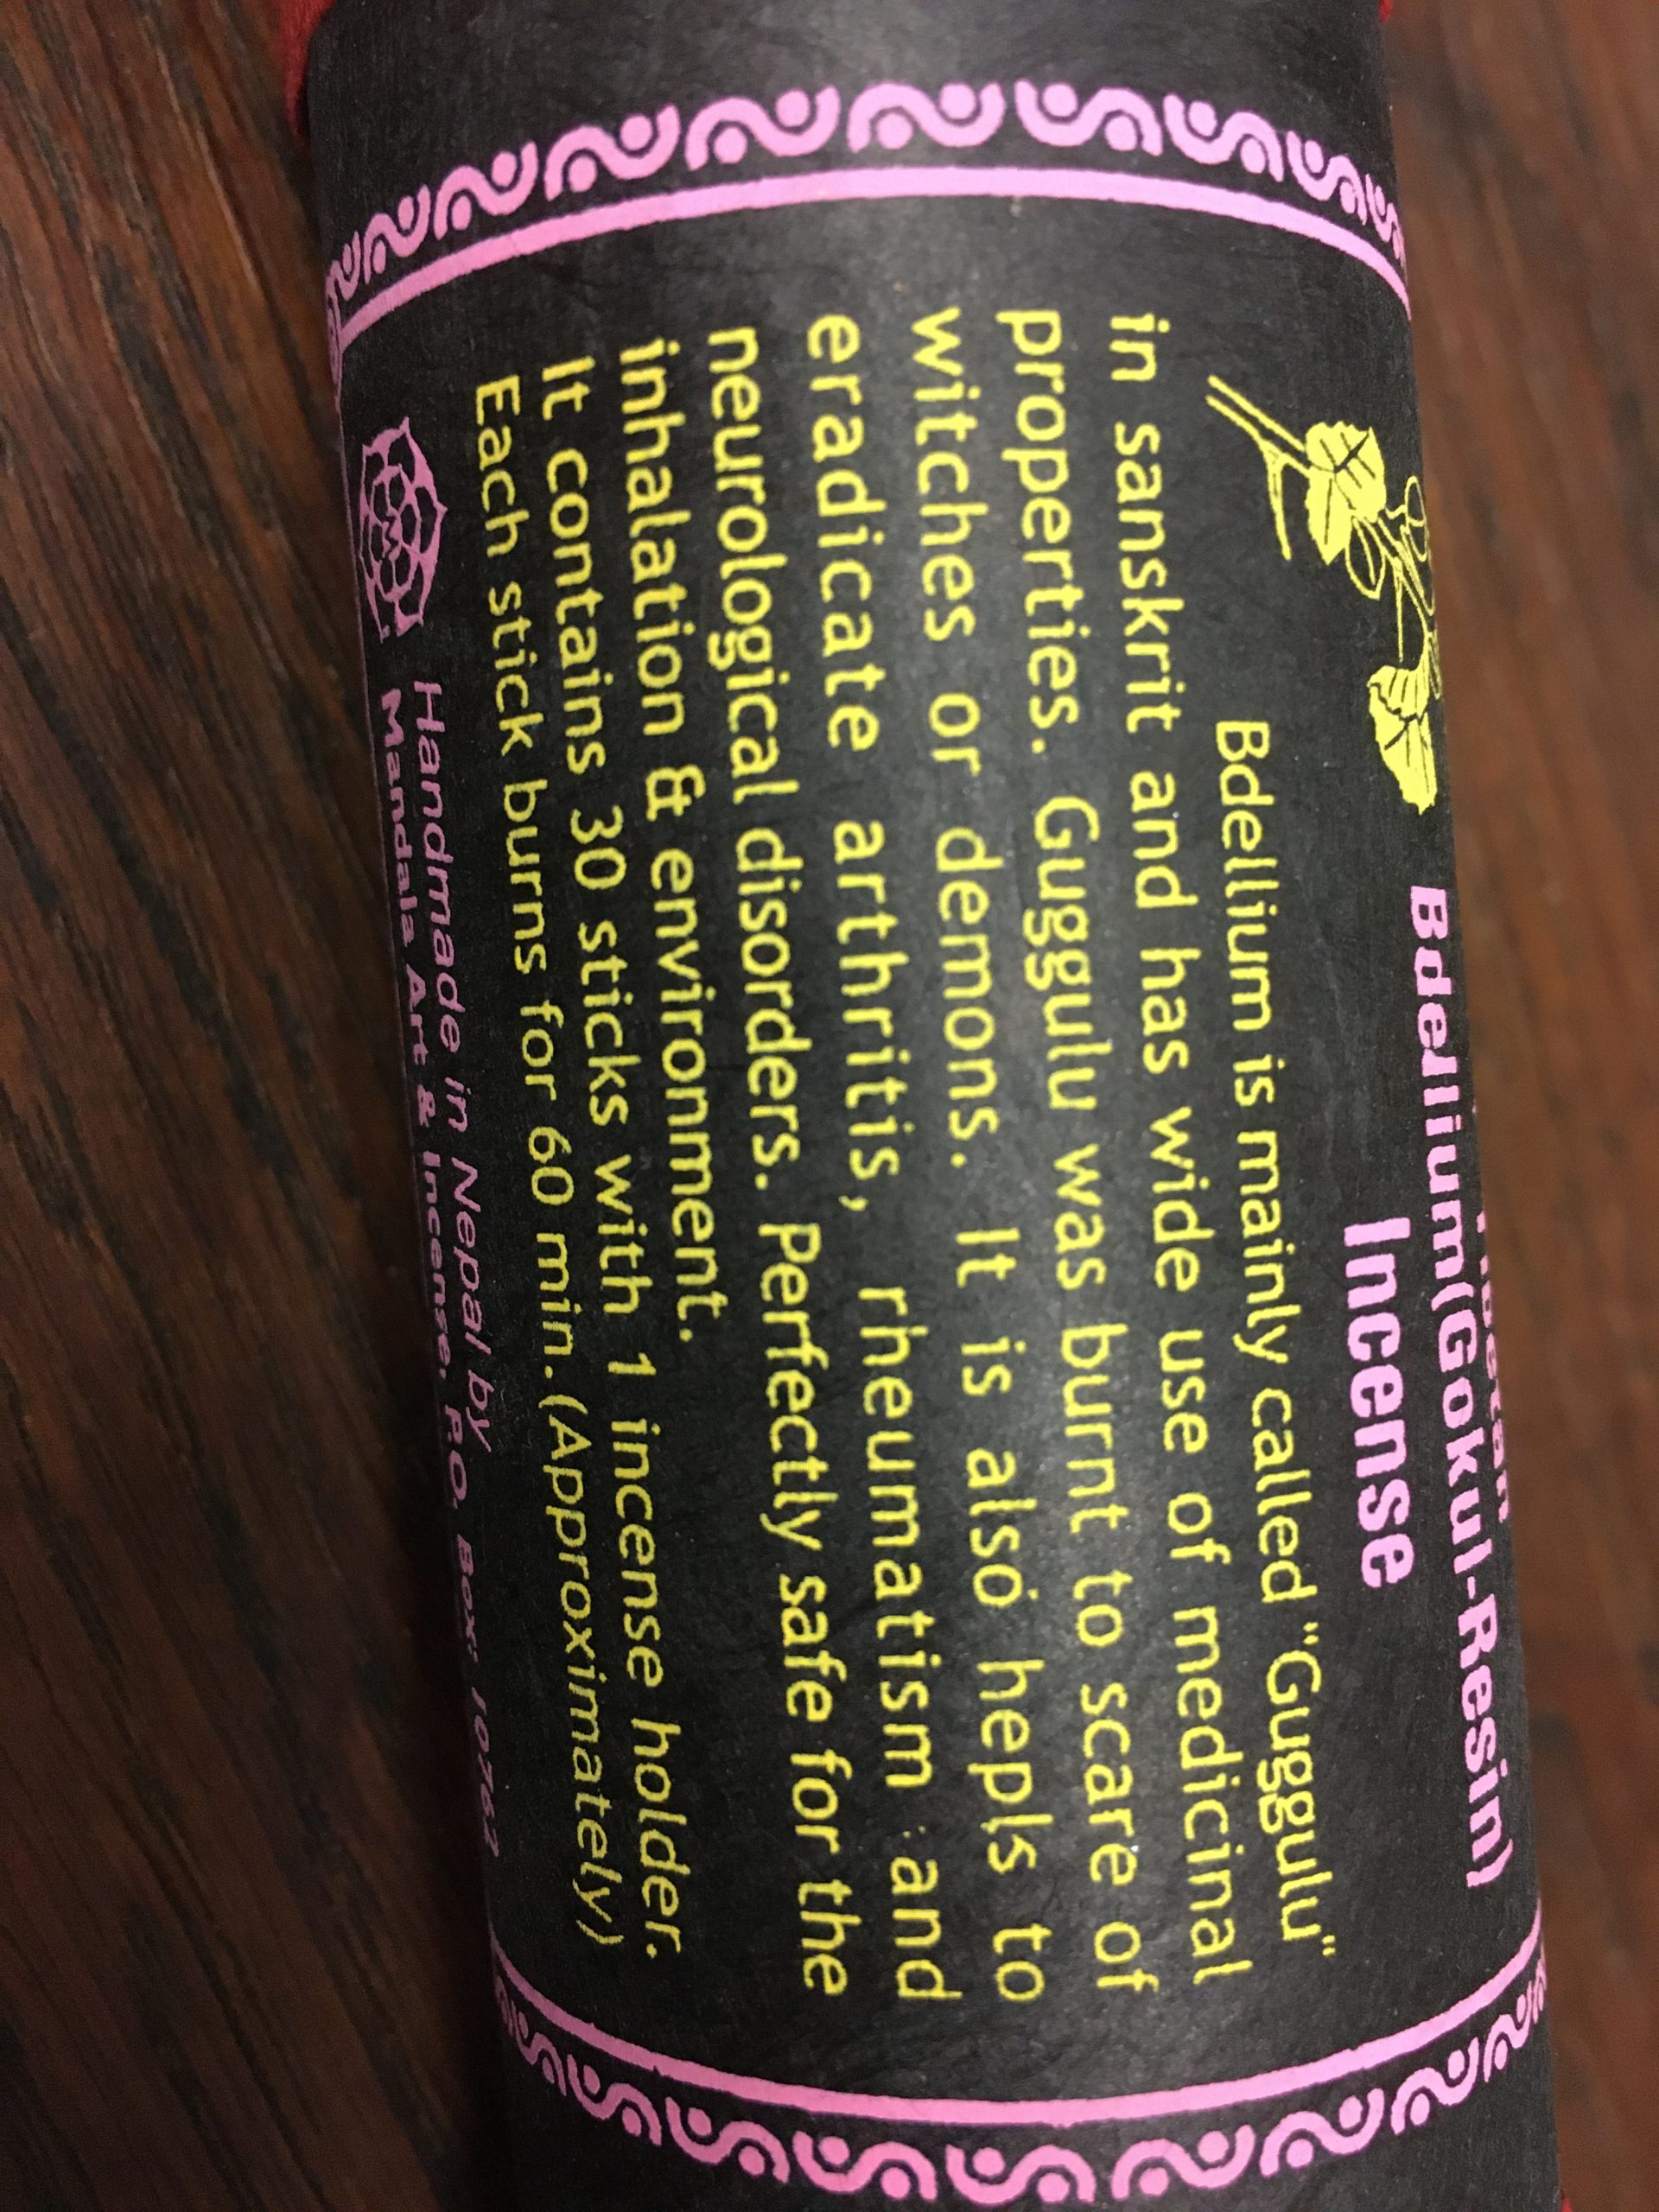 Tibetan
Bdellium(Gokul-Resin)
Incense
Bdellium is mainly called "Guggulu"
in sanskrit and has wide use of medicinal
properties. Guggulu was burnt to scare of
witches or demons. It is also hepls to
eradicate arthritis, rheumatism and
neurological disorders. Perfectly safe for the
inhalation & environment.
It contains 30 sticks with 1 incense holder.
Each stick burns for 60 min.(Approximately)
Handmade in Nepal by
Mandala Art & Incense, P.O. Box: